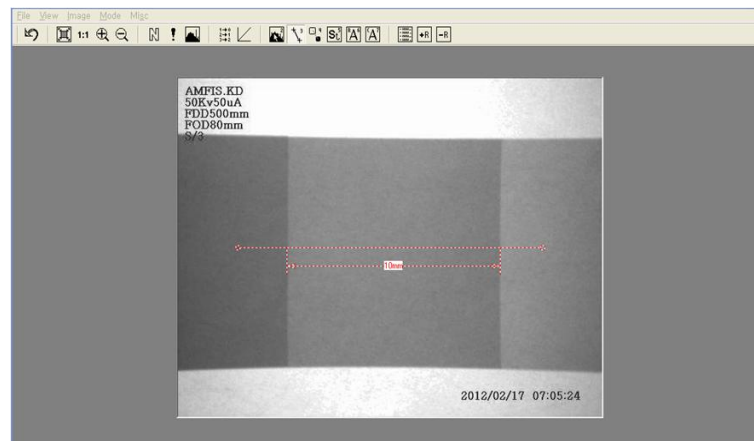 File View Image Mode Misc
1:1 +R -R
AMFIS.KD
50Kv50uA
FDD500mm
FOD80mm
S/3
10mm
2012/02/17 07:05:24